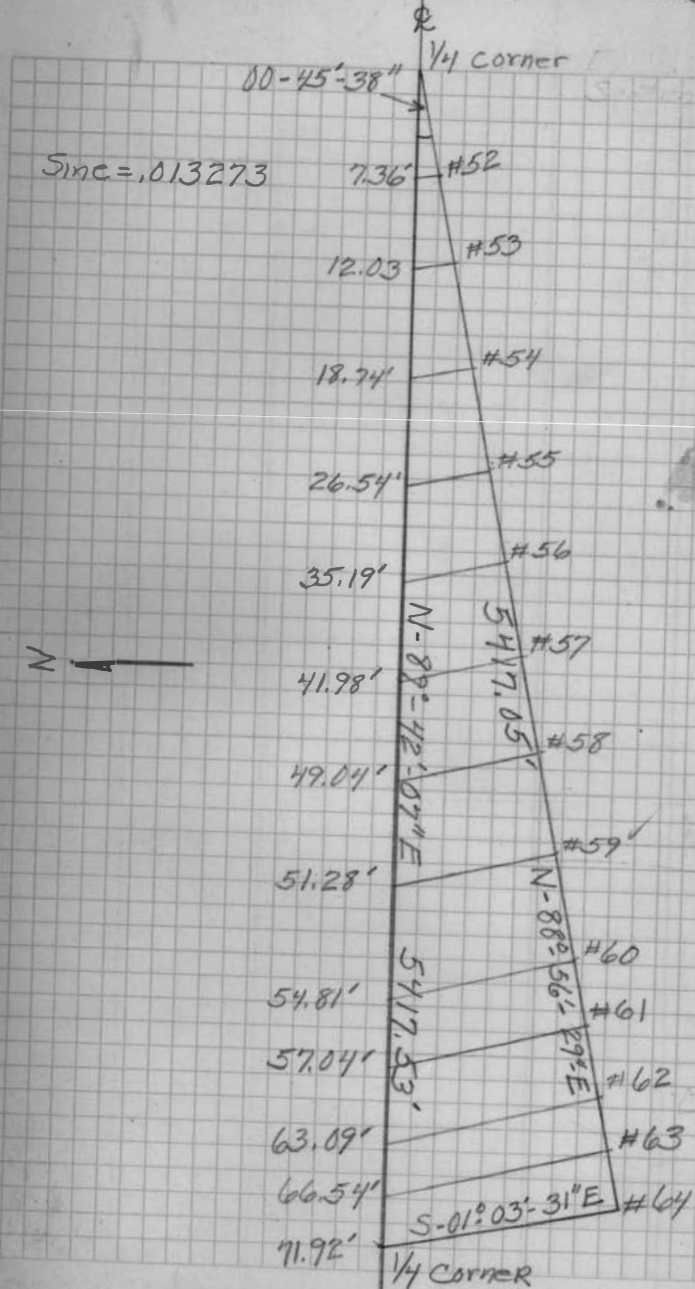 ℄
1/4 Corner
00-45'-38"
Sine = .013273
7.36' #52
12.03 #53
18.74' #54
26.54' #55
35.19' #56
N
41.98' #57
49.04' #58
51.28' #59 ✓
54.81' #60
57.04' #61
63.09' #62
66.54' #63
71.92' #64
N-89°-42'-07"E
5417.53'
5417.05'
N-88°-56'-29"E
S-01°-03'-31"E
1/4 Corner